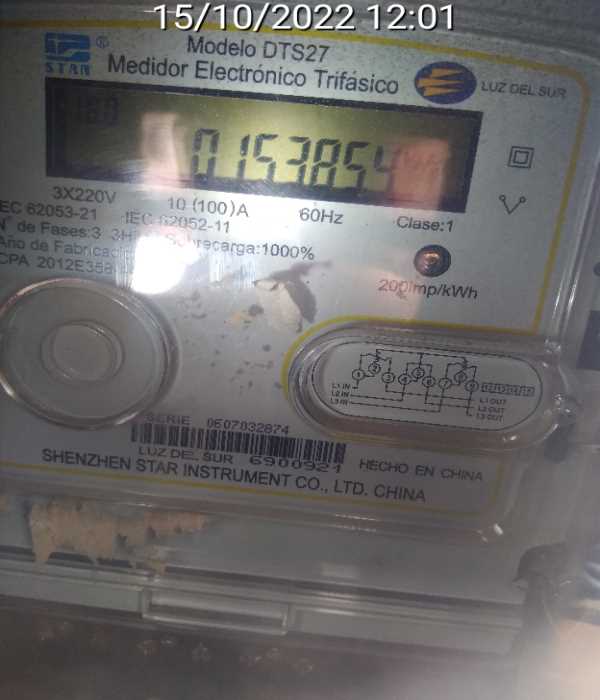 15/10/2022 12:01
STAR ®
Modelo DTS27
Medidor Electrónico Trifásico
LUZ DEL SUR
0153854
3X220V 10 (100)A 60Hz Clase:1
IEC 62053-21 IEC 62052-11
N° de Fases:3 Sobrecarga:1000%
Año de Fabricac
CPA 2012E358
200imp/kWh
L1 IN
L2 IN
L3 IN
L1 OUT
L2 OUT
L3 OUT
SERIE 0607032874
LUZ DEL SUR 6900921 HECHO EN CHINA
SHENZHEN STAR INSTRUMENT CO., LTD. CHINA